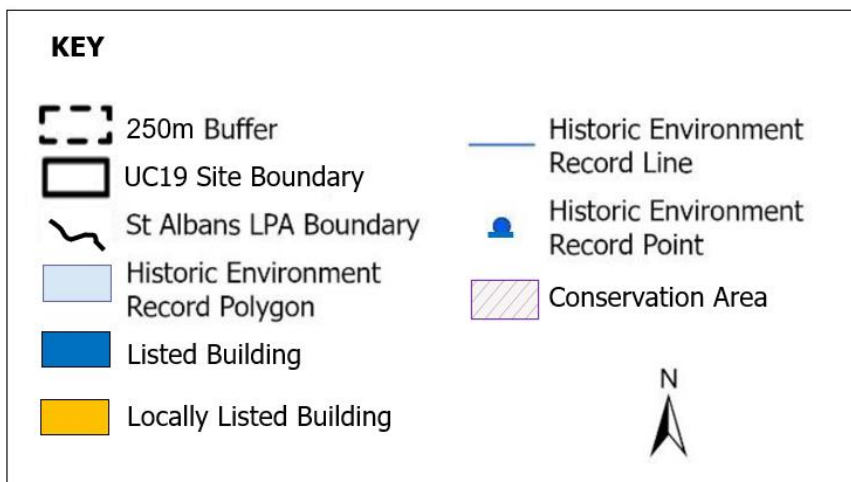 KEY
250m Buffer
UC19 Site Boundary
St Albans LPA Boundary
Historic Environment
Record Polygon
Listed Building
Locally Listed Building
Historic Environment
Record Line
Historic Environment
Record Point
Conservation Area
N